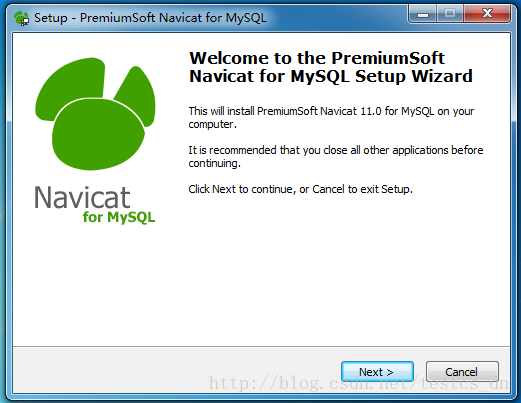 Setup - PremiumSoft Navicat for MySQL
Welcome to the PremiumSoft
Navicat for MySQL Setup Wizard
This will install PremiumSoft Navicat 11.0 for MySQL on your
computer.
It is recommended that you close all other applications before
continuing.
Click Next to continue, or Cancel to exit Setup.
Navicat
for MySQL
Next >
Cancel
http://blog.csdn.net/testcs_dn